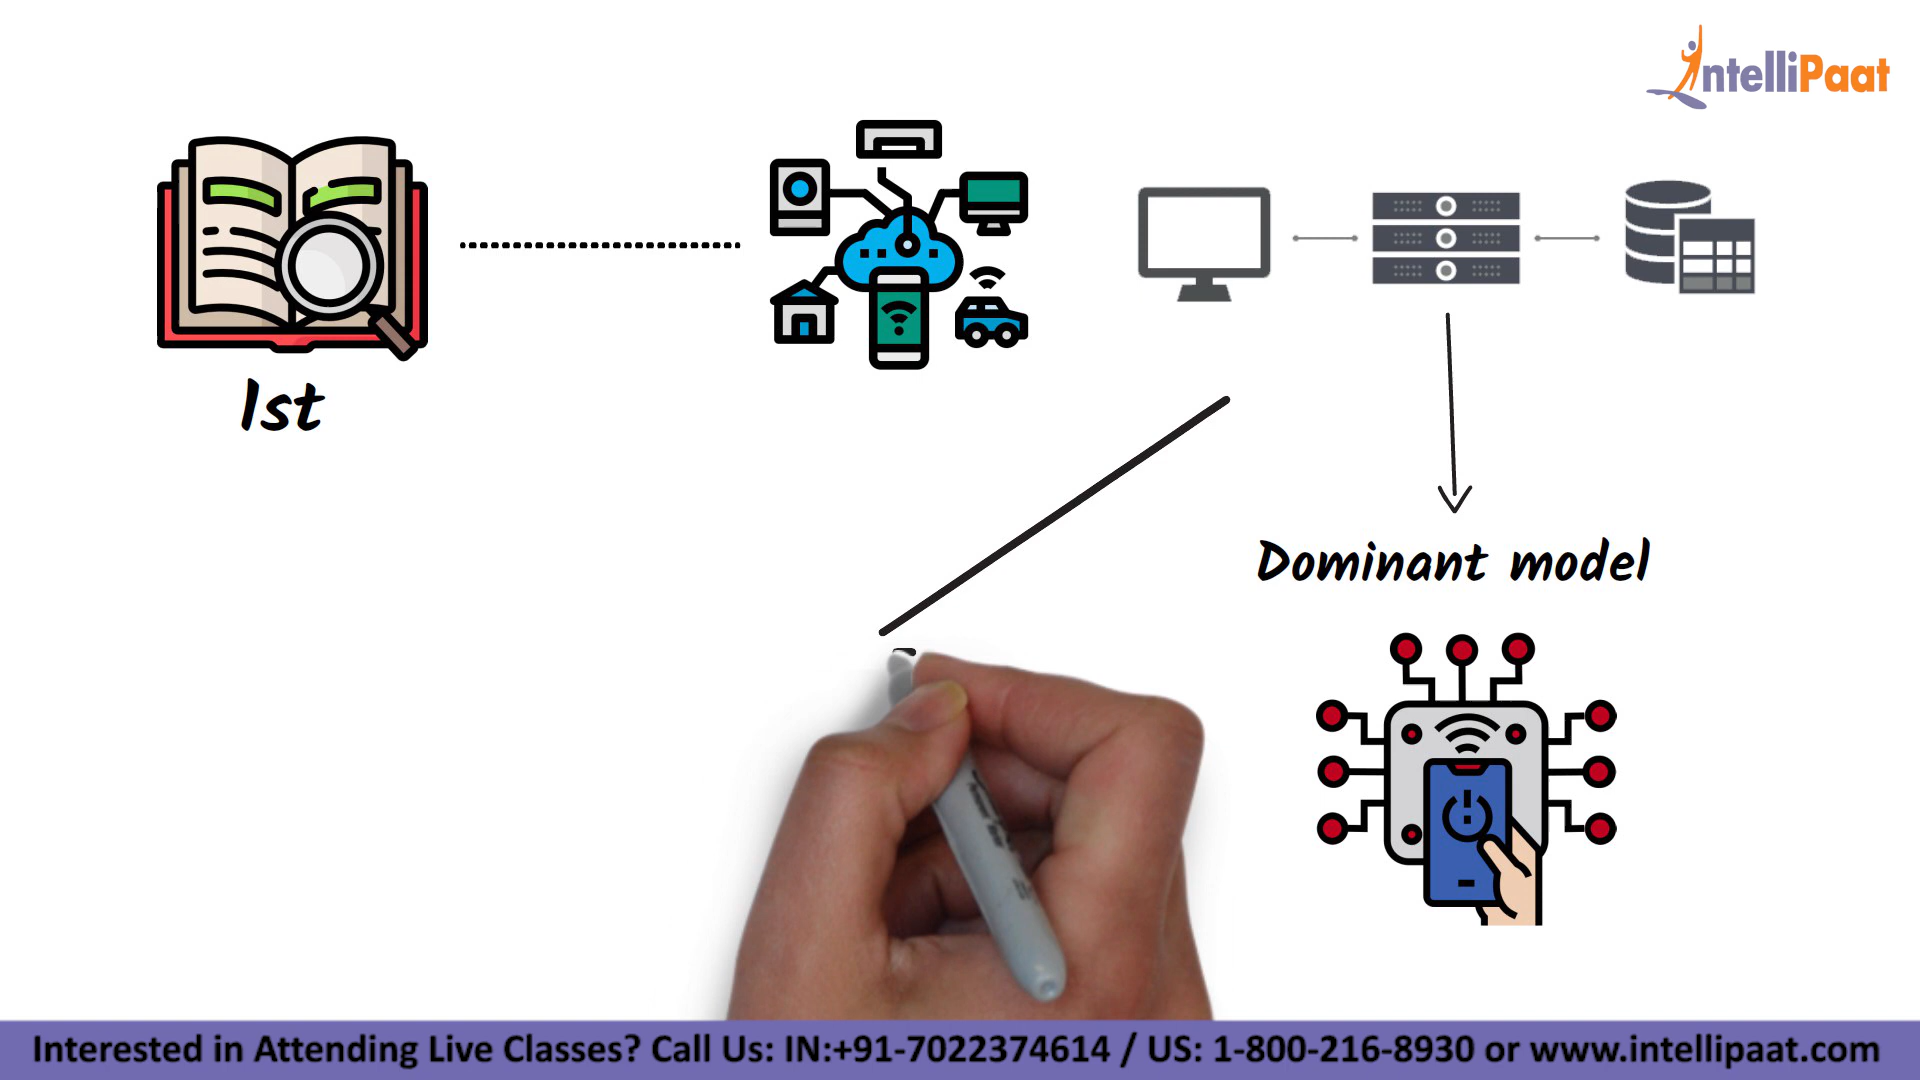 IntelliPaat
1st
Dominant model
Interested in Attending Live Classes? Call Us: IN:+91-7022374614 / US: 1-800-216-8930 or www.intellipaat.com